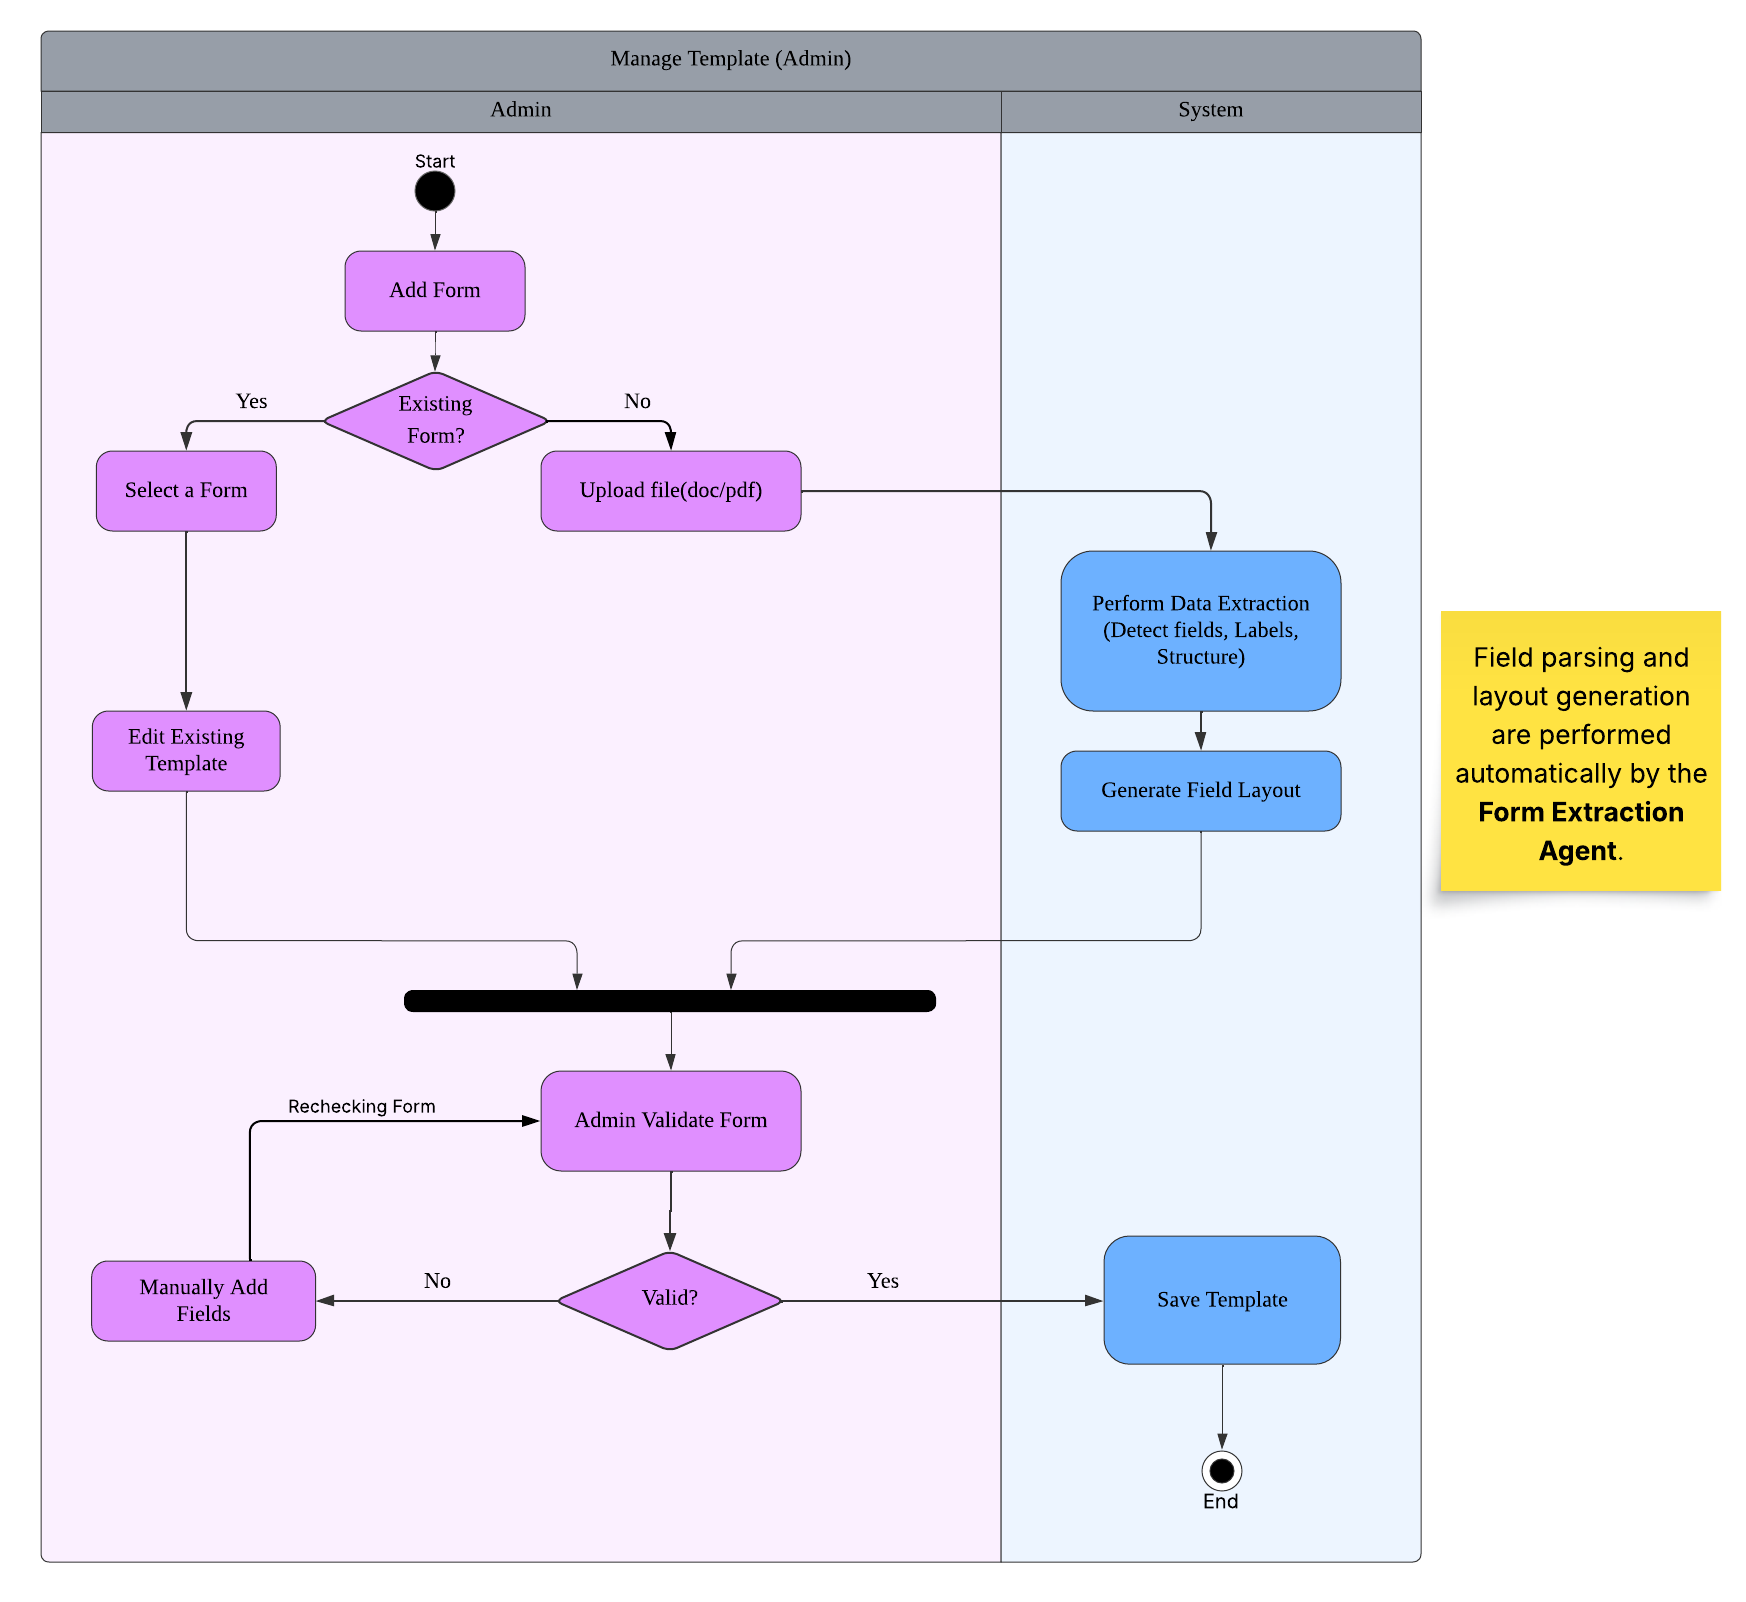 Manage Template (Admin)
Admin
System
Start
Add Form
Existing
Form?
Yes
No
Select a Form
Upload file(doc/pdf)
Perform Data Extraction
(Detect fields, Labels,
Structure)
Edit Existing
Template
Generate Field Layout
Field parsing and
layout generation
are performed
automatically by the
Form Extraction
Agent.
Rechecking Form
Admin Validate Form
Manually Add
Fields
No
Valid?
Yes
Save Template
End